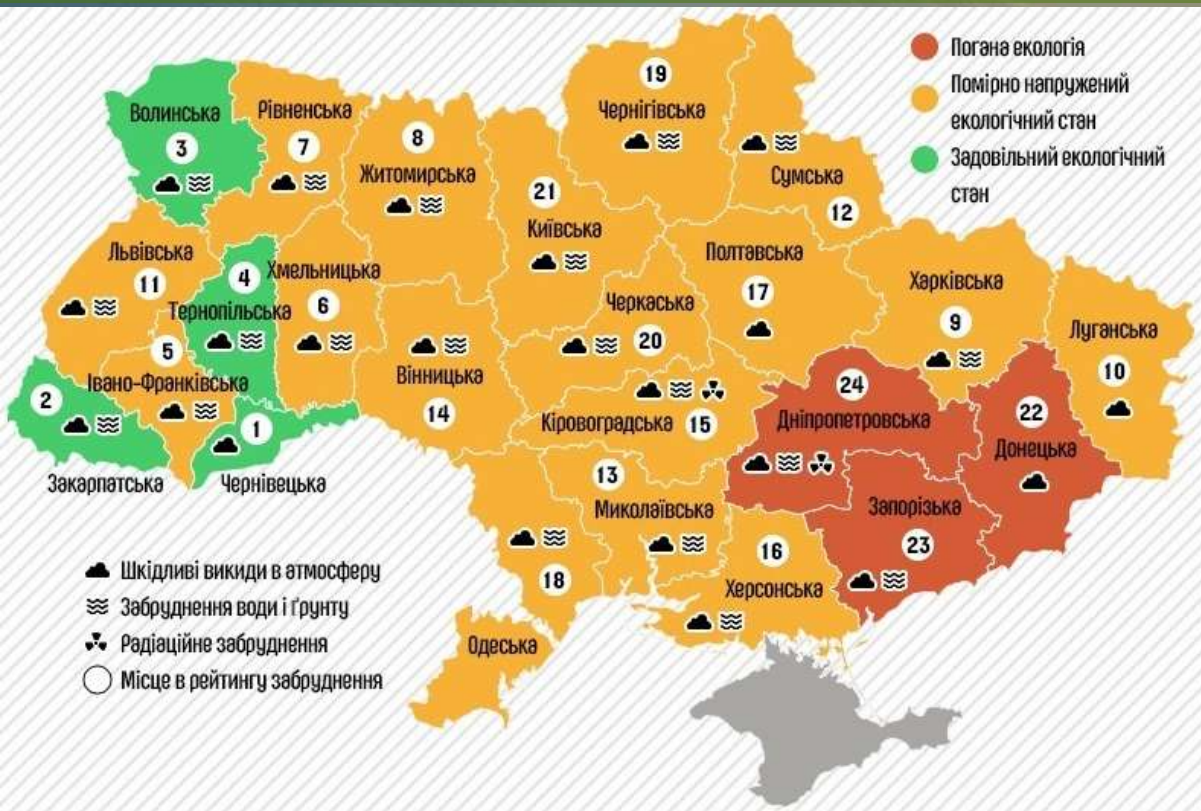 Погана екологія
Помірно напружений
екологічний стан
Задовільний екологічний
стан
Волинська
3
Рівненська
7
8
Житомирська
19
Чернігівська
Сумська
12
21
Київська
Львівська
11
4
Тернопільська
Хмельницька
6
5
Івано-Франківська
2
Закарпатська
1
Чернівецька
Вінницька
14
Черкаська
20
Полтавська
17
Харківська
9
Луганська
10
Кіровоградська
15
24
Дніпропетровська
22
Донецька
Запорізька
23
13
Миколаївська
16
Херсонська
18
Одеська
Шкідливі викиди в атмосферу
Забруднення води і ґрунту
Радіаційне забруднення
Місце в рейтингу забруднення